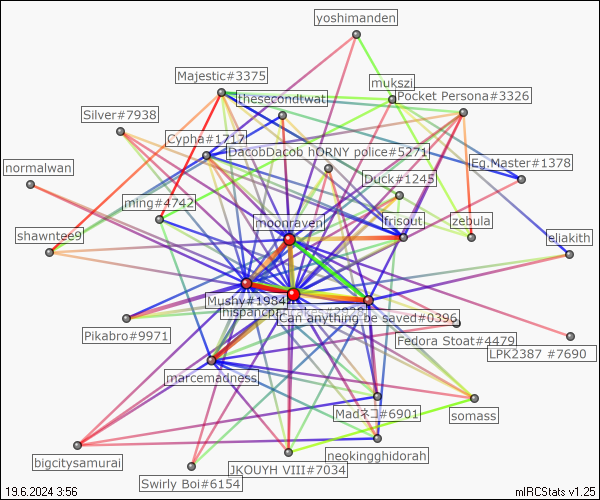 yoshimanden
Majestic#3375
mukszi
thesecondtwat
Pocket Persona#3326
Silver#7938
Cypha#1717
DacobDacob hORNY police#5271
Eg.Master#1378
normalwan
Duck#1245
ming#4742
moonraven
frisout
zebula
shawntee9
eliakith
Mushy#1984
Can anything be saved#0396
Pikabro#9971
Fedora Stoat#4479
LPK2387 #7690
marcemadness
Madネコ#6901
somass
bigcitysamurai
neokingghidorah
JKOUYH VIII#7034
Swirly Boi#6154
19.6.2024 3:56
mIRCStats v1.25